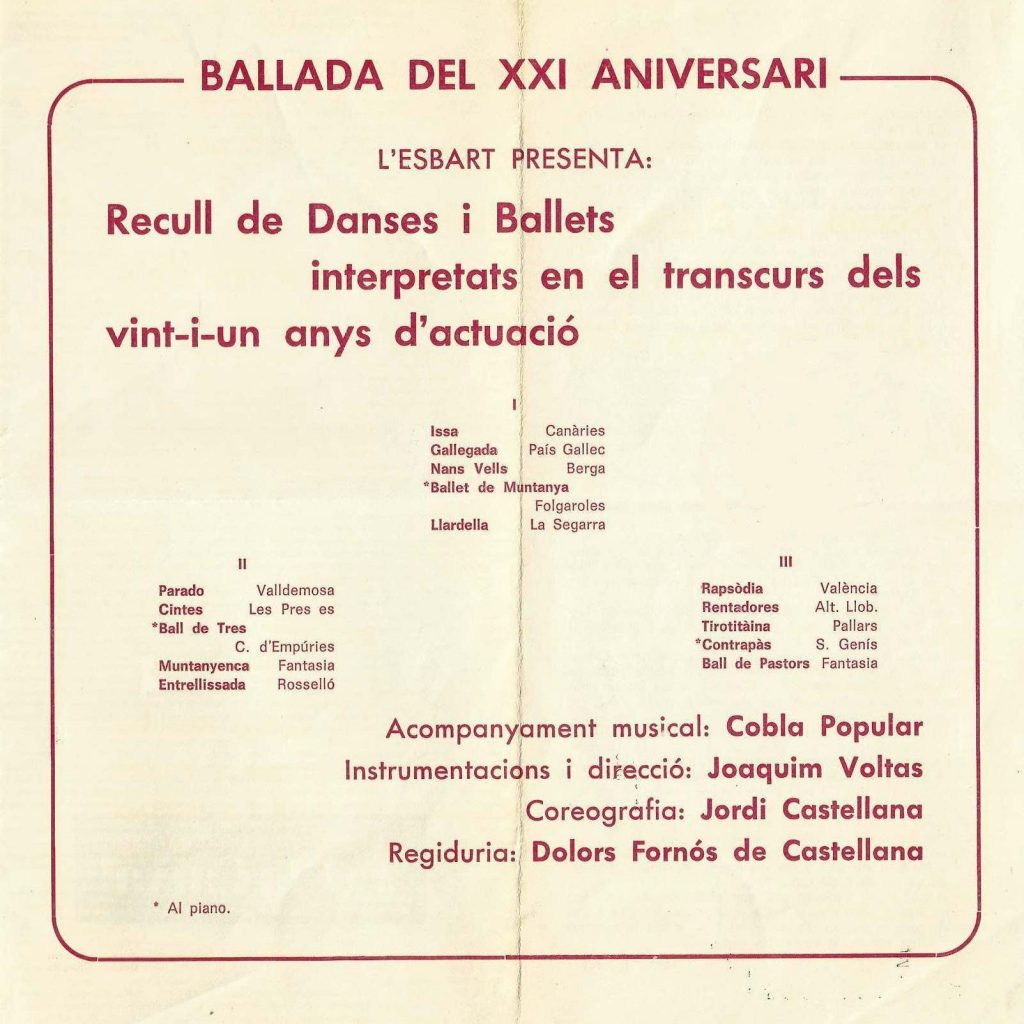 BALLADA DEL XXI ANIVERSARI
L'ESBART PRESENTA:
Recull de Danses i Ballets
interpretats en el transcurs dels
vint-i-un anys d'actuació
I
Issa Canàries
Gallegada País Gallec
Nans Vells Berga
*Ballet de Muntanya
Folgaroles
Llardella La Segarra
II
Parado Valldemosa
Cintes Les Pres es
*Ball de Tres
C. d'Empúries
Muntanyenca Fantasia
Entrellissada Rosselló
III
Rapsòdia València
Rentadores Alt. Llob.
Tirotitàina Pallars
*Contrapàs S. Genís
Ball de Pastors Fantasia
Acompanyament musical: Cobla Popular
Instrumentacions i direcció: Joaquim Voltas
Coreografia: Jordi Castellana
Regiduria: Dolors Fornós de Castellana
* Al piano.